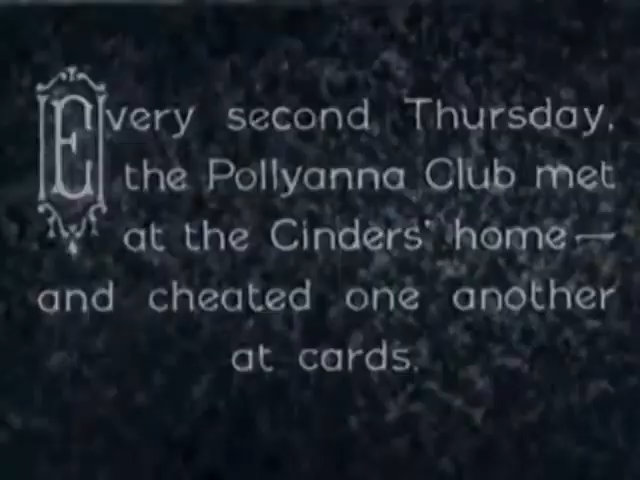 Every second Thursday,
the Pollyanna Club met
at the Cinders' home—
and cheated one another
at cards.